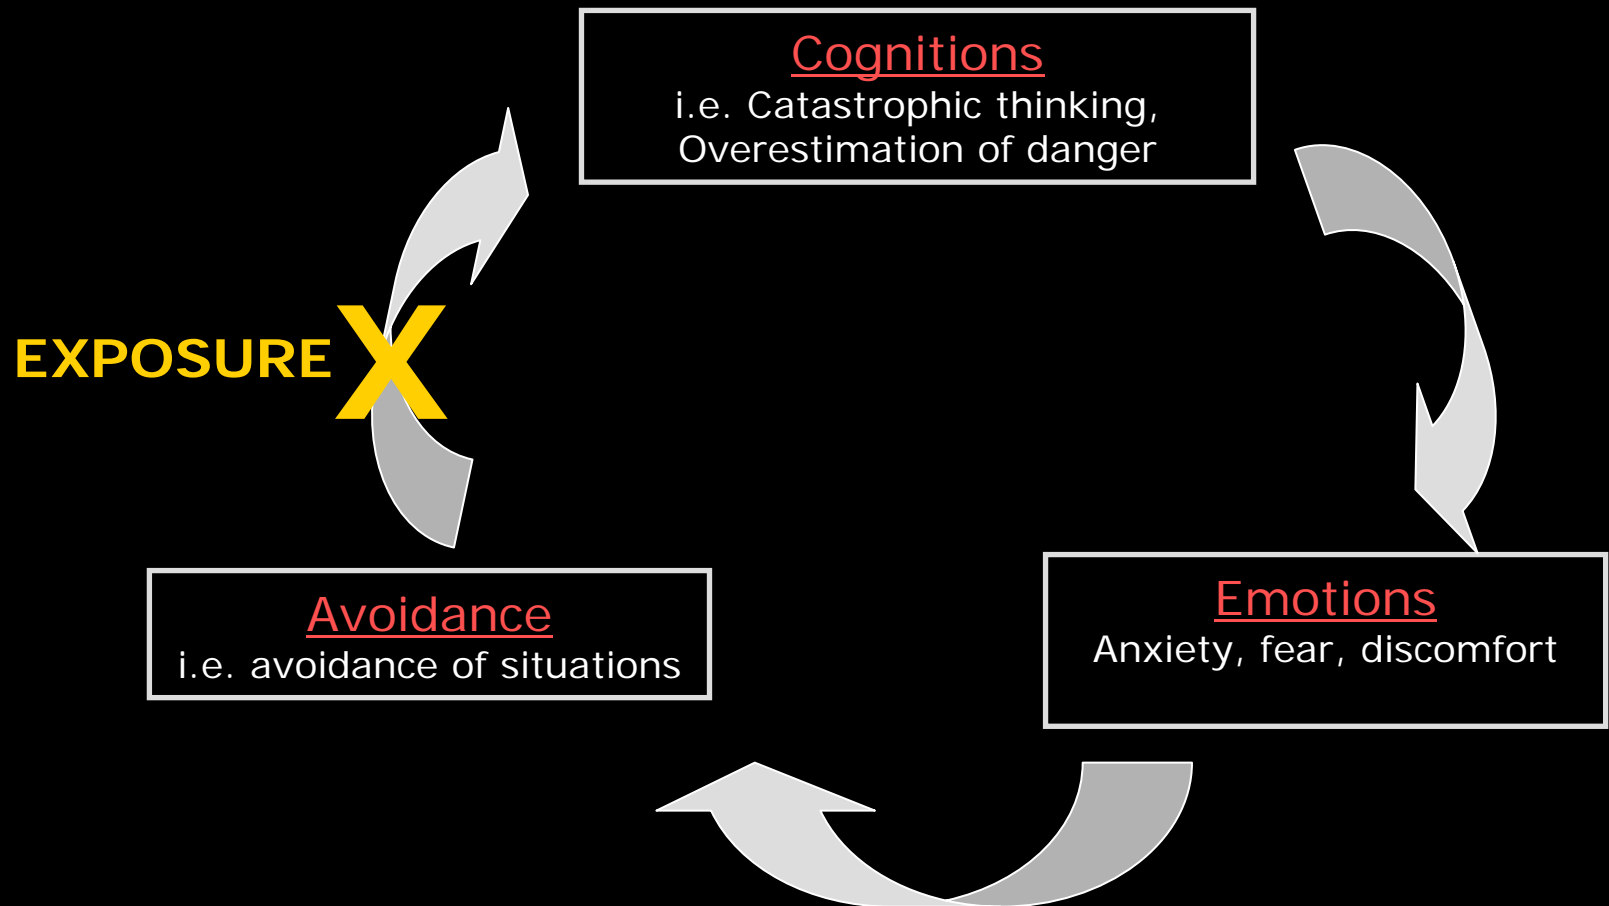 Cognitions
i.e. Catastrophic thinking,
Overestimation of danger
EXPOSURE X
Avoidance
i.e. avoidance of situations
Emotions
Anxiety, fear, discomfort